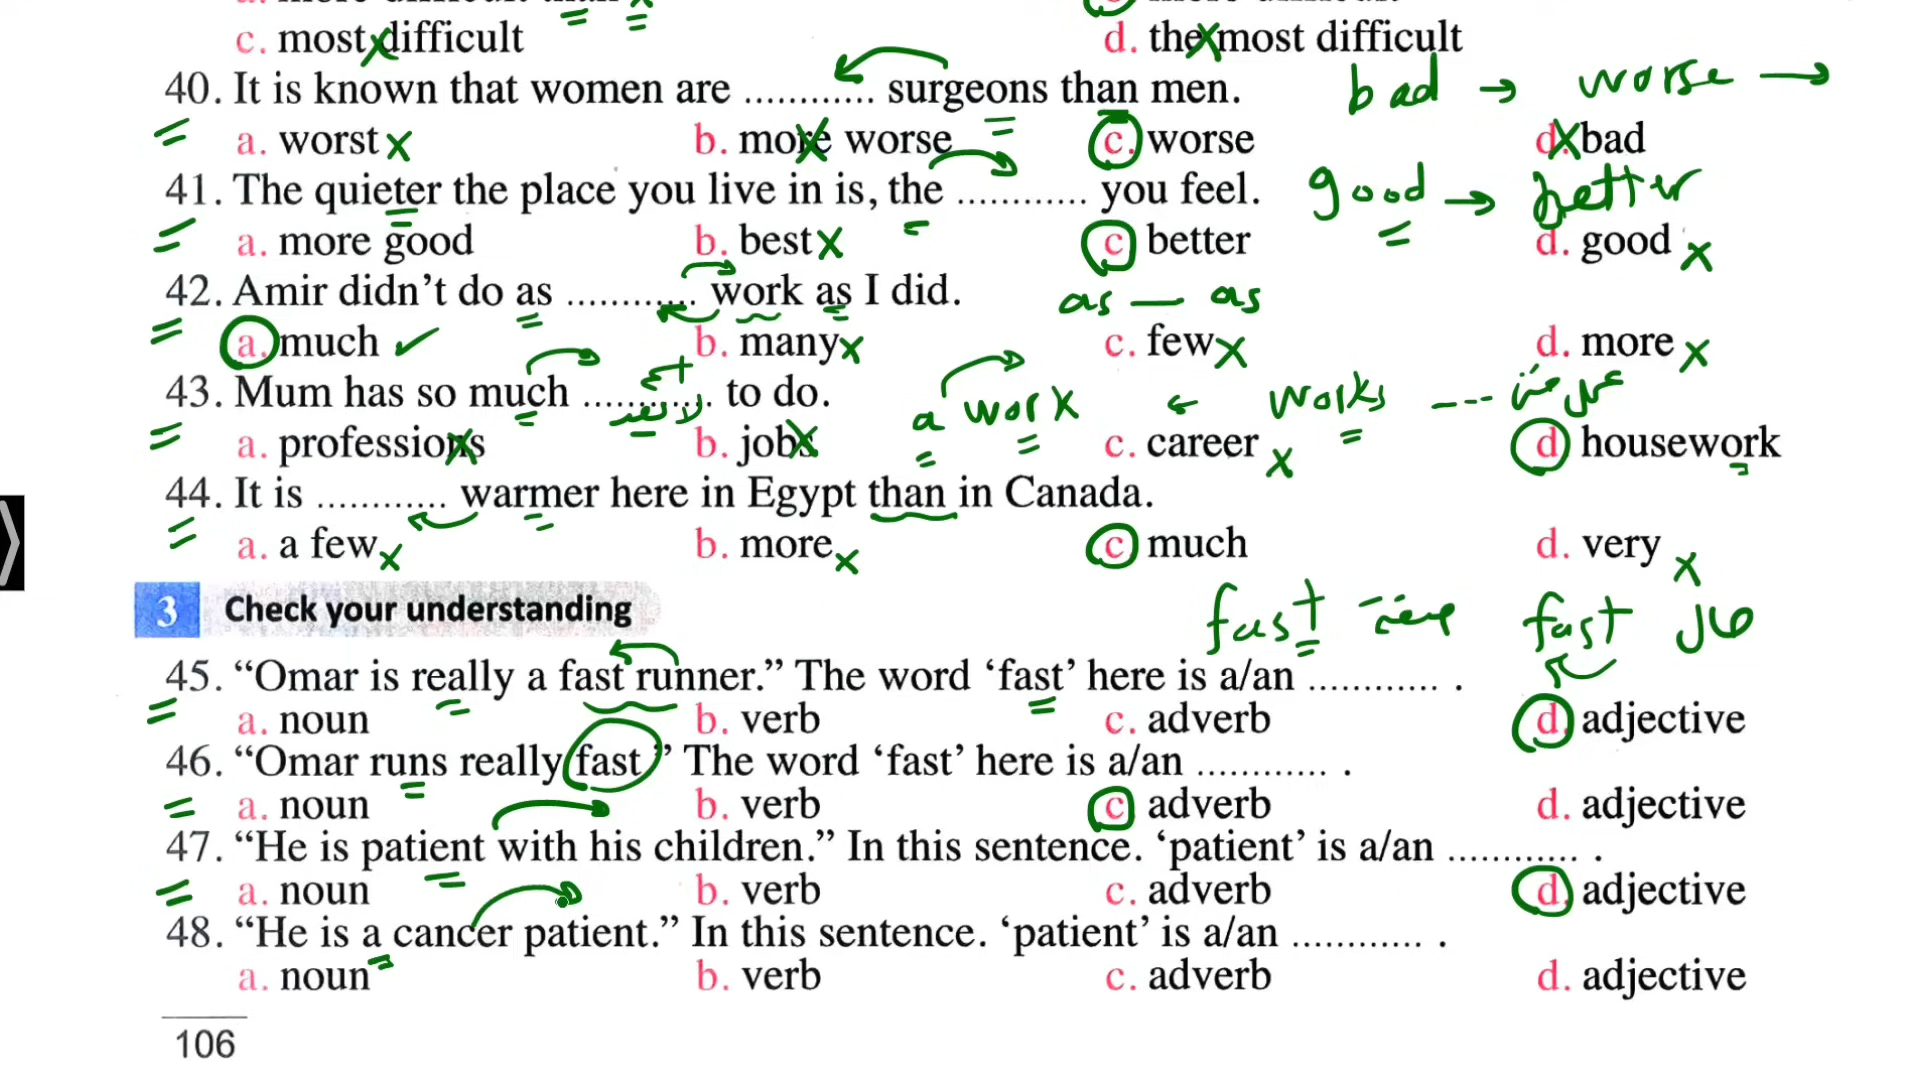 c. most difficult d. the most difficult
40. It is known that women are ............ surgeons than men. bad → worse →
a. worst x b. more worse c. worse d. bad
41. The quieter the place you live in is, the ............ you feel. good → better
a. more good b. best x c. better d. good x
42. Amir didn't do as ............ work as I did. as — as
a. much ✓ b. many x c. few x d. more x
43. Mum has so much ............ to do. a work ← works ---
a. professions b. jobs c. career x d housework
44. It is ............ warmer here in Egypt than in Canada.
a. a few x b. more x c much d. very x
3 Check your understanding fast fast
45. “Omar is really a fast runner.” The word ‘fast’ here is a/an ............ .
a. noun b. verb c. adverb d. adjective
46. “Omar runs really fast.” The word ‘fast’ here is a/an ............ .
a. noun b. verb c adverb d. adjective
47. “He is patient with his children.” In this sentence. ‘patient’ is a/an ............ .
a. noun b. verb c. adverb d. adjective
48. “He is a cancer patient.” In this sentence. ‘patient’ is a/an ............ .
a. noun b. verb c. adverb d. adjective
106